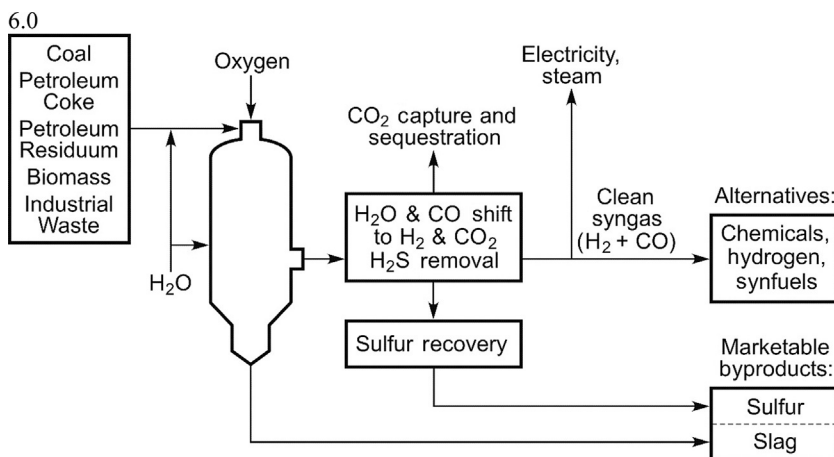 6.0
Coal
Petroleum
Coke
Petroleum
Residuum
Biomass
Industrial
Waste
Oxygen
H₂O
CO₂ capture and
sequestration
H₂O & CO shift
to H₂ & CO₂
H₂S removal
Sulfur recovery
Electricity,
steam
Clean
syngas
(H₂ + CO)
Alternatives:
Chemicals,
hydrogen,
synfuels
Marketable
byproducts:
Sulfur
Slag